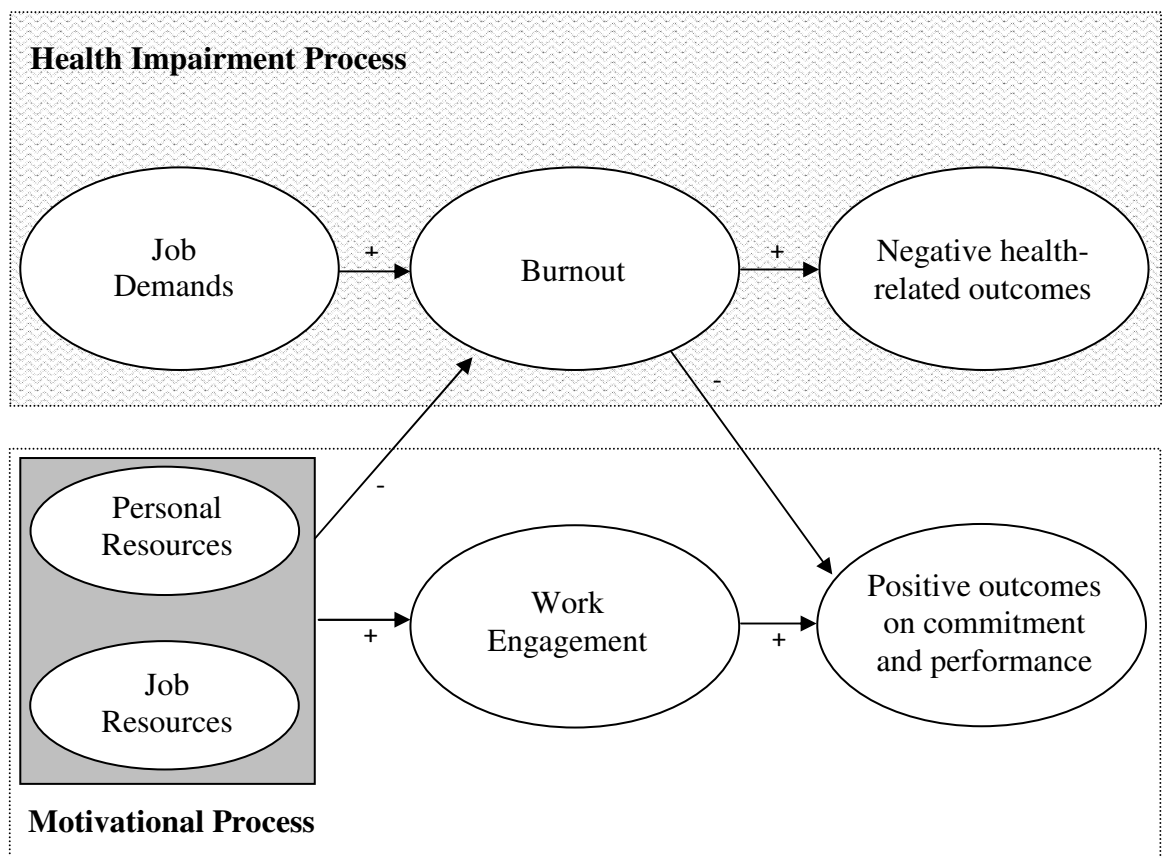 Health Impairment Process
Job
Demands
+
Burnout
+
Negative health-
related outcomes
-
-
Personal
Resources
Job
Resources
+
Work
Engagement
+
Positive outcomes
on commitment
and performance
Motivational Process